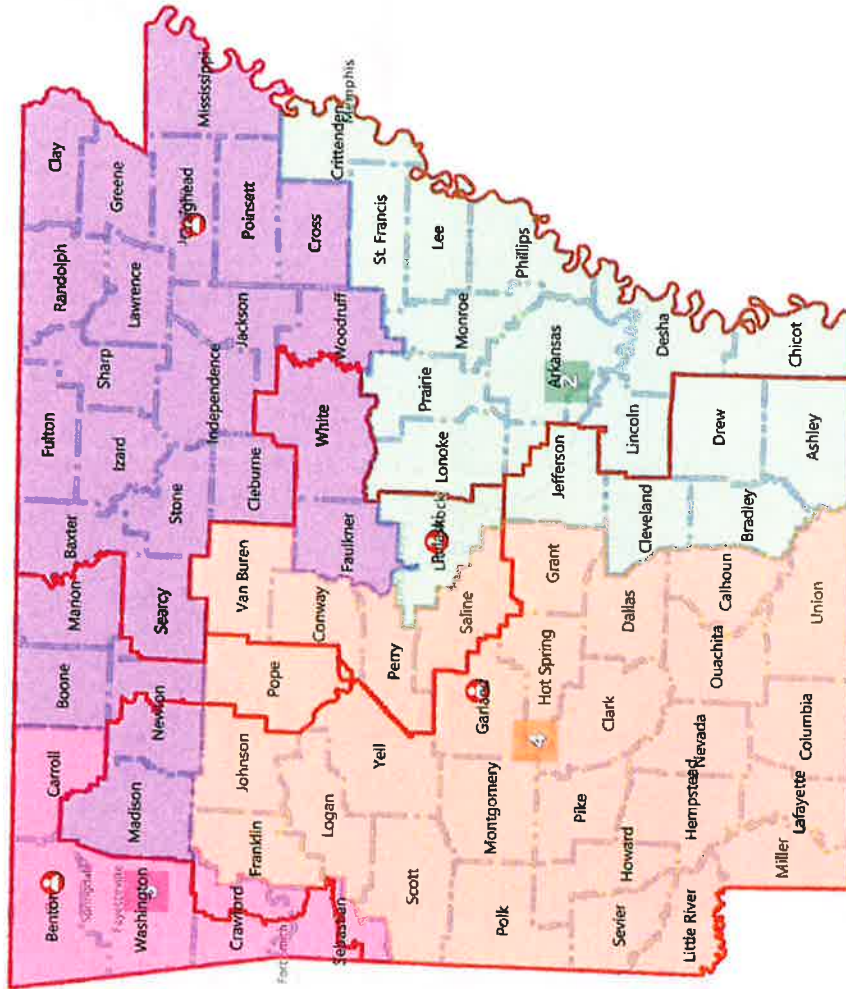 Clay
Randolph
Fulton
Baxter
Marion
Boone
Carroll
Benton
Springdale
Fayetteville
Washington
Madison
Newton
Searcy
Stone
Izard
Sharp
Lawrence
Greene
Mississippi
Poinsett
Cross
Jackson
Independence
Woodruff
Cleburne
White
Van Buren
Faulkner
Conway
Pope
Johnson
Franklin
Crawford
Fort Smith
Sebastian
Logan
Yell
Perry
Scott
Crittenden
Memphis
St. Francis
Lee
Phillips
Monroe
Prairie
Lonoke
Arkansas
2
Desha
Chicot
Lincoln
Jefferson
Drew
Ashley
Cleveland
Bradley
Saline
Grant
Garland
Hot Spring
4
Montgomery
Polk
Pike
Clark
Dallas
Calhoun
Ouachita
Union
Nevada
Hempstead
Howard
Sevier
Little River
Columbia
Lafayette
Miller